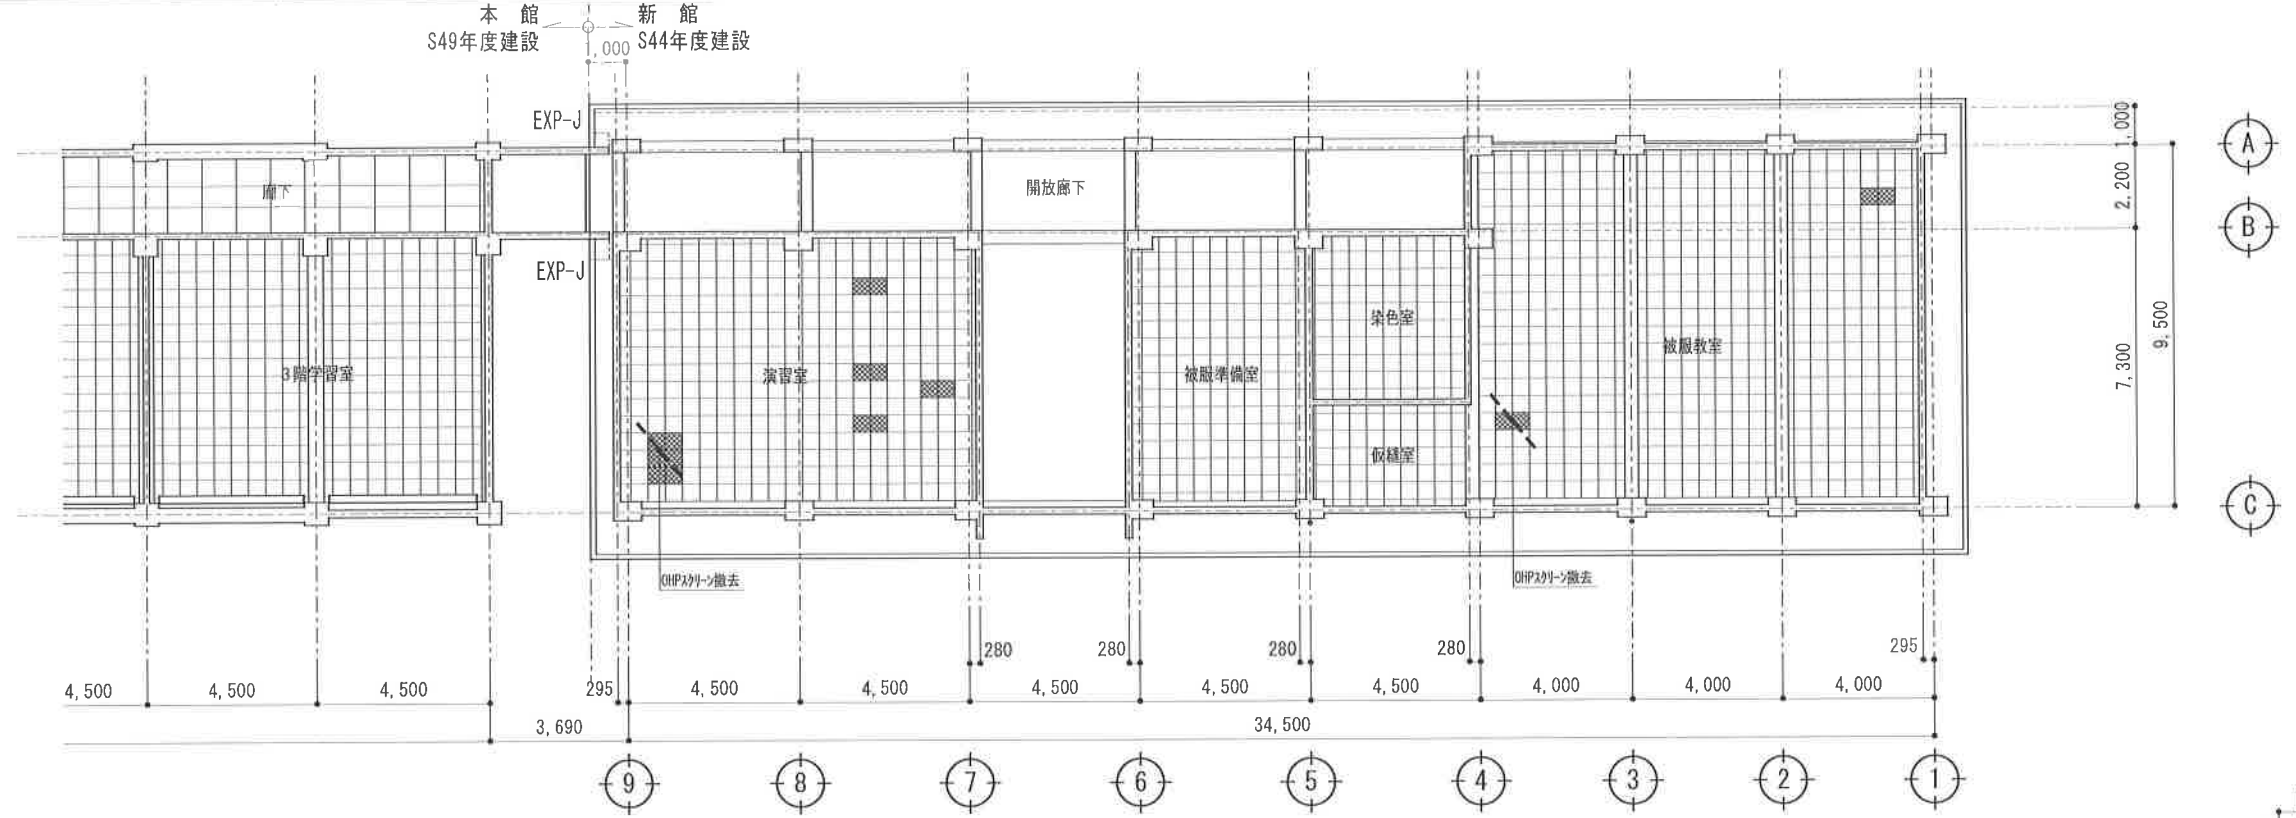 本 館
新 館
S49年度建設
S44年度建設
1,000
EXP-J
EXP-J
廊下
開放廊下
3階学習室
演習室
被服準備室
染色室
仮縫室
被服教室
OHPスクリーン撤去
OHPスクリーン撤去
1,000
2,200
7,300
9,500
A
B
C
280
280
280
280
295
4,500
4,500
4,500
295
4,500
4,500
4,500
4,500
4,500
4,000
4,000
4,000
3,690
34,500
9
8
7
6
5
4
3
2
1